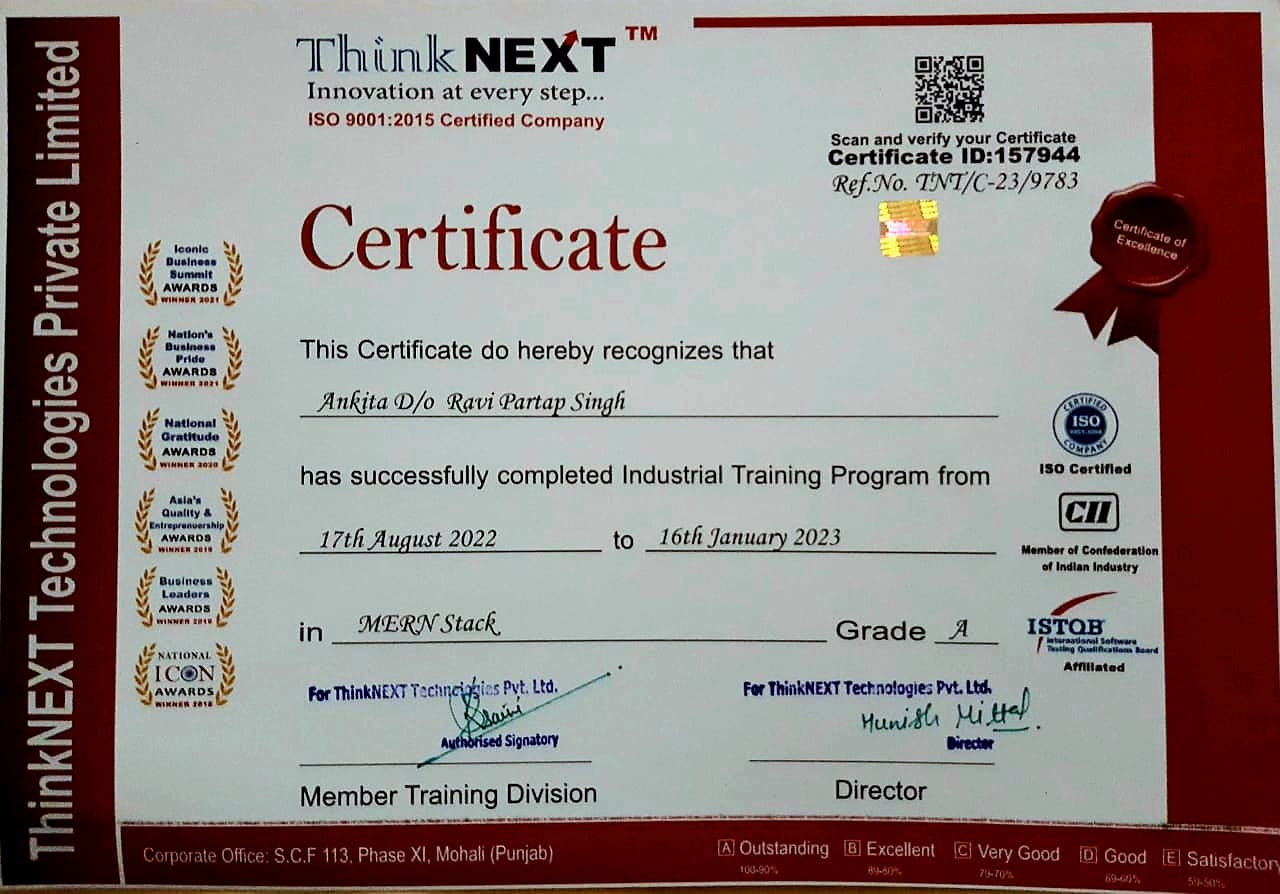 ThinkNEXT Technologies Private Limited
ThinkNEXT TM
Innovation at every step...
ISO 9001:2015 Certified Company
Scan and verify your Certificate
Certificate ID:157944
Ref.No. TNT/C-23/9783
Certificate of
Excellence
Certificate
Iconic
Business
Summit
AWARDS
WINNER 2021
Nation's
Business
Pride
AWARDS
WINNER 2021
National
Gratitude
AWARDS
WINNER 2020
Asia's
Quality &
Entreprenuership
AWARDS
WINNER 2019
Business
Leaders
AWARDS
WINNER 2019
NATIONAL
ICON
AWARDS
WINNER 2018
This Certificate do hereby recognizes that
Ankita D/o Ravi Partap Singh
has successfully completed Industrial Training Program from
17th August 2022 to 16th January 2023
in MERN Stack Grade A
CERTIFIED
ISO
COMPANY
ISO Certified
CII
Member of Confederation
of Indian Industry
ISTQB
International Software
Testing Qualifications Board
Affiliated
For ThinkNEXT Technologies Pvt. Ltd.
Saini
Authorised Signatory
Member Training Division
For ThinkNEXT Technologies Pvt. Ltd.
Munish Mittal
Director
Director
Corporate Office: S.C.F 113, Phase XI, Mohali (Punjab)
A Outstanding B Excellent C Very Good D Good E Satisfactory
100-90% 89-80% 79-70% 69-60% 59-50%